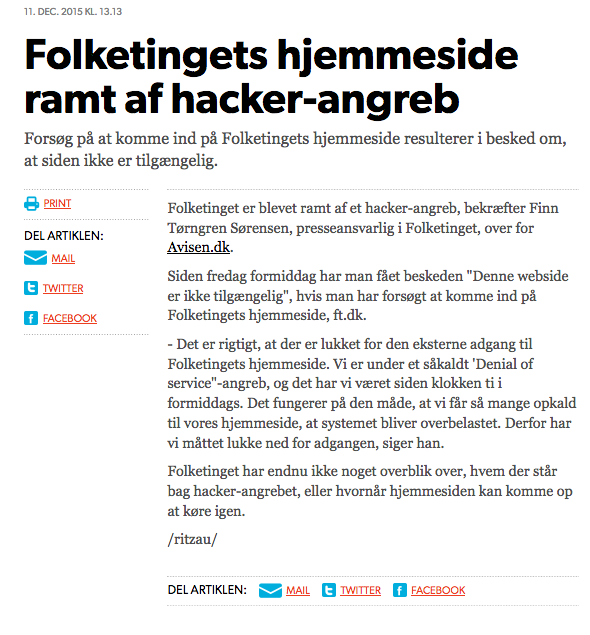 11. DEC. 2015 KL. 13.13
Folketingets hjemmeside
ramt af hacker-angreb
Forsøg på at komme ind på Folketingets hjemmeside resulterer i besked om,
at siden ikke er tilgængelig.
PRINT
DEL ARTIKLEN:
MAIL
TWITTER
FACEBOOK
Folketinget er blevet ramt af et hacker-angreb, bekræfter Finn
Tørngren Sørensen, presseansvarlig i Folketinget, over for
Avisen.dk.
Siden fredag formiddag har man fået beskeden "Denne webside
er ikke tilgængelig", hvis man har forsøgt at komme ind på
Folketingets hjemmeside, ft.dk.
- Det er rigtigt, at der er lukket for den eksterne adgang til
Folketingets hjemmeside. Vi er under et såkaldt 'Denial of
service"-angreb, og det har vi været siden klokken ti i
formiddags. Det fungerer på den måde, at vi får så mange opkald
til vores hjemmeside, at systemet bliver overbelastet. Derfor har
vi måttet lukke ned for adgangen, siger han.
Folketinget har endnu ikke noget overblik over, hvem der står
bag hacker-angrebet, eller hvornår hjemmesiden kan komme op
at køre igen.
/ritzau/
DEL ARTIKLEN: MAIL TWITTER FACEBOOK